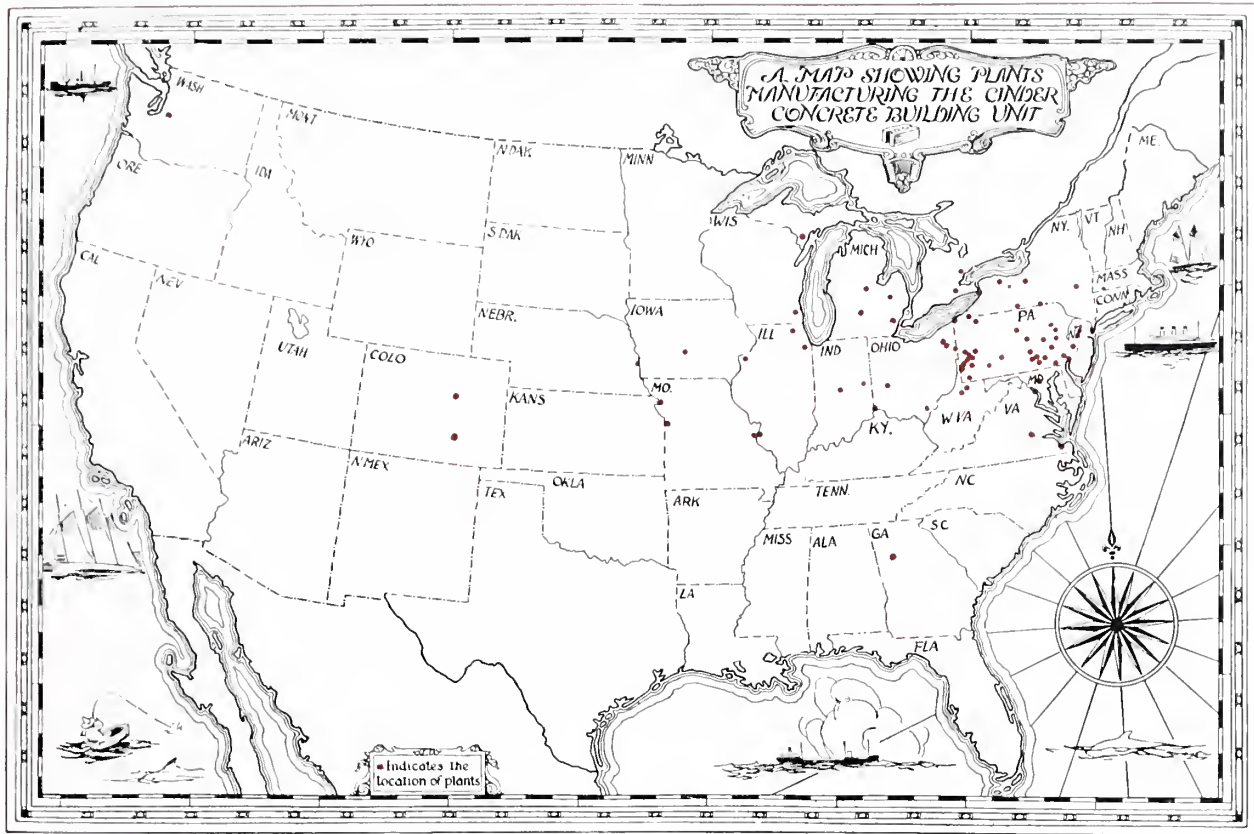 A MAP SHOWING PLANTS
MANUFACTURING THE CINDER
CONCRETE BUILDING UNIT
WASH
MONT
N DAK
MINN
ME.
ORE
IDA
WIS
NY.
VT
NH
S DAK
WYO
MICH
CAL
MASS
NEV
CONN
NEBR.
IOWA
PA
ILL
IND
OHIO
N.J
UTAH
COLO
MD
MO.
KANS
W VA
VA
KY.
ARIZ
N'MEX
OKLA
TENN.
NC
TEX
ARK
SC
MISS
ALA
GA
LA
FLA
Indicates the
location of plants